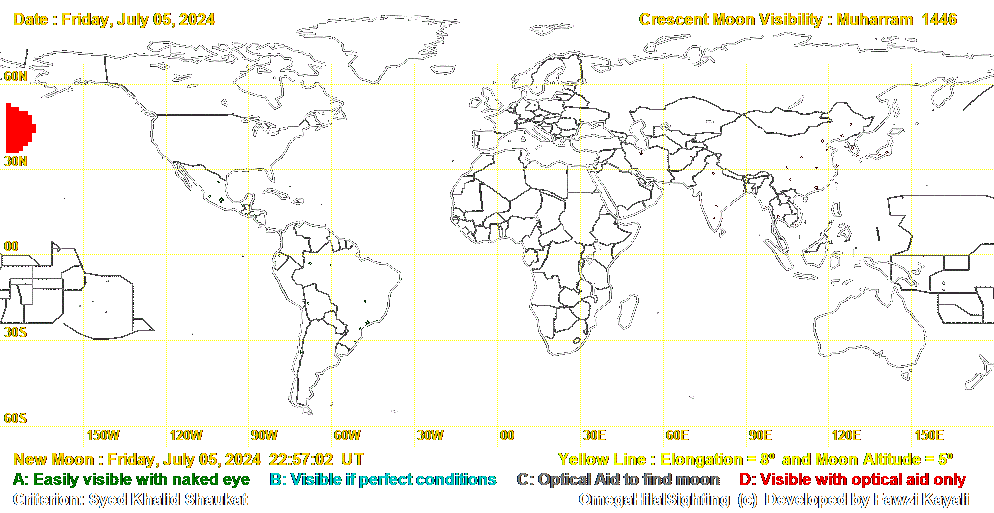 Date : Friday, July 05, 2024 Crescent Moon Visibility : Muharram 1446
60N
30N
00
30S
60S
150W 120W 90W 60W 30W 00 30E 60E 90E 120E 150E
New Moon : Friday, July 05, 2024 22:57:02 UT Yellow Line : Elongation = 8° and Moon Altitude = 5°
A: Easily visible with naked eye B: Visible if perfect conditions C: Optical Aid to find moon D: Visible with optical aid only
Criterion: Syed Khalid Shaukat OmegaHilalSighting (c) Developed by Fawzi Kayali